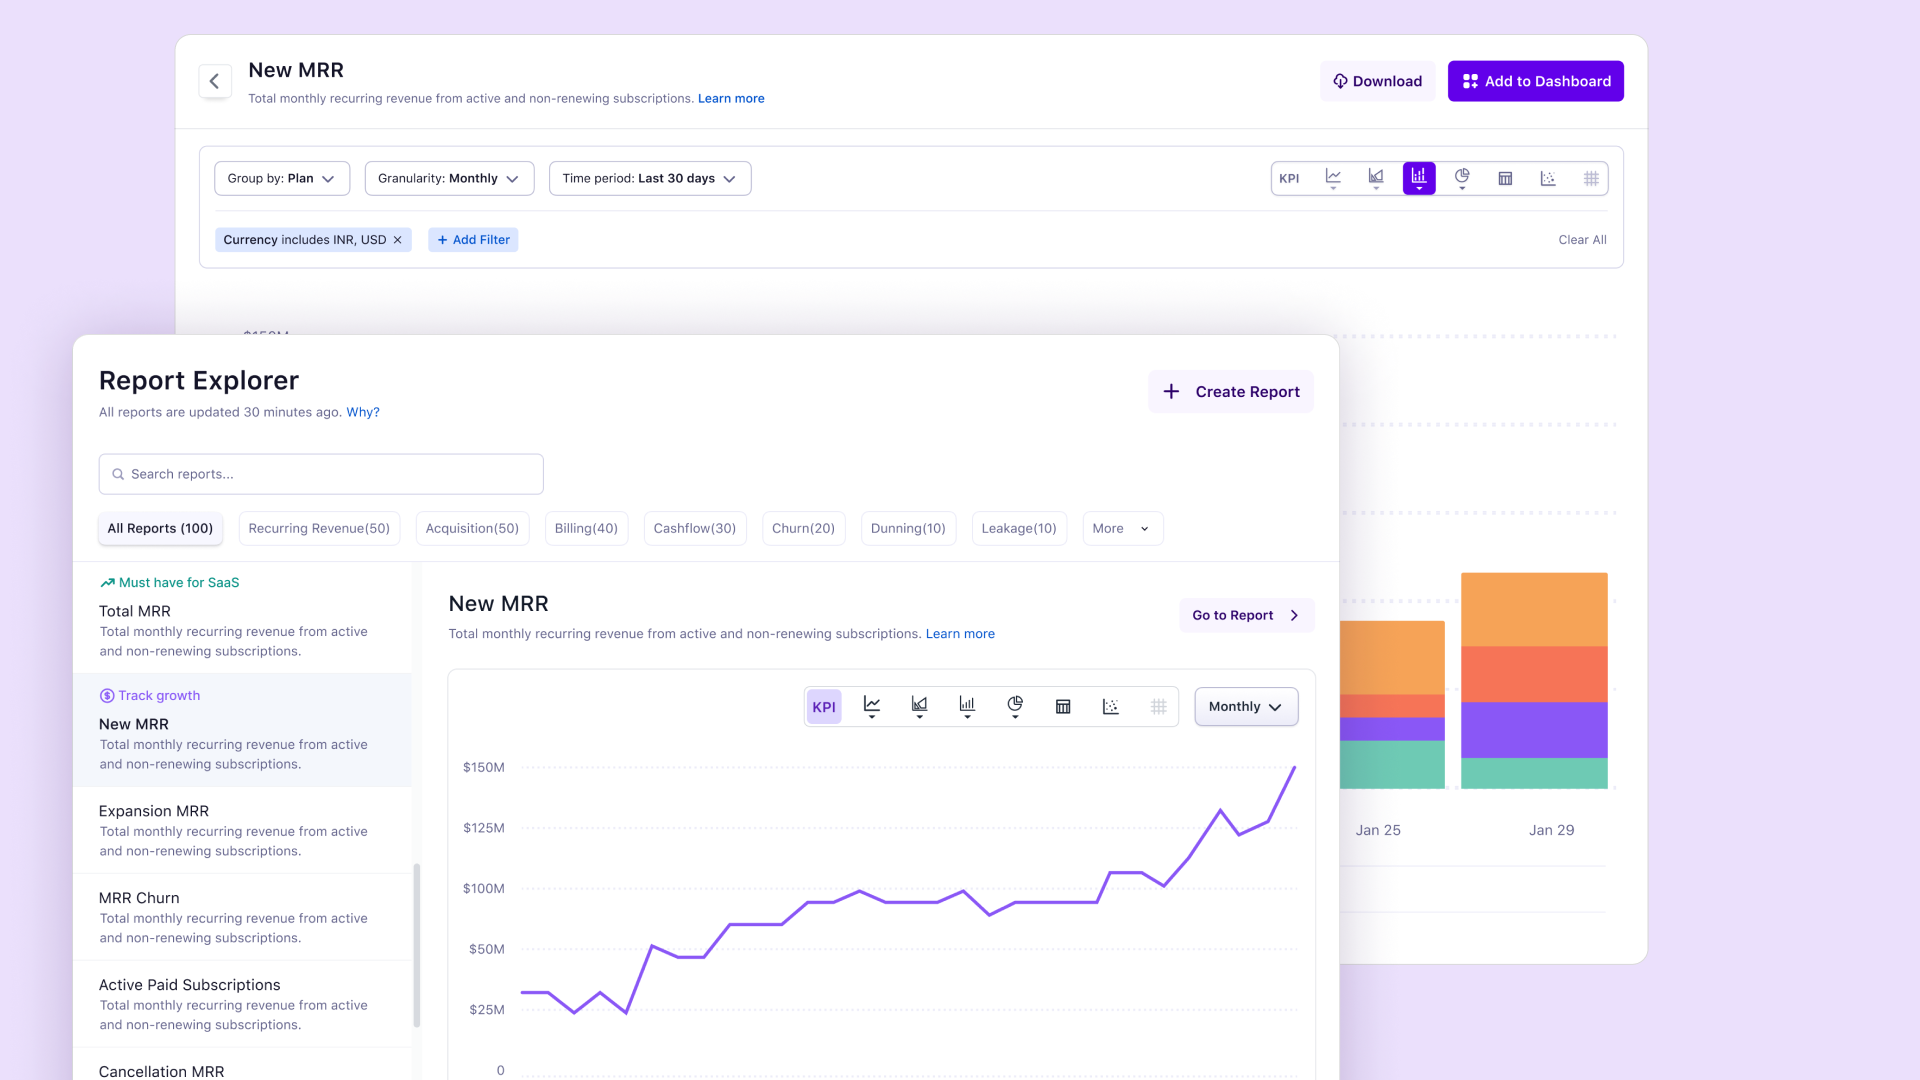 New MRR
Total monthly recurring revenue from active and non-renewing subscriptions. Learn more
Download
Add to Dashboard
Group by: Plan
Granularity: Monthly
Time period: Last 30 days
KPI
Currency includes INR, USD ×
+ Add Filter
Clear All
Report Explorer
All reports are updated 30 minutes ago. Why?
+ Create Report
Search reports...
All Reports (100)
Recurring Revenue(50)
Acquisition(50)
Billing(40)
Cashflow(30)
Churn(20)
Dunning(10)
Leakage(10)
More
Must have for SaaS
Total MRR
Total monthly recurring revenue from active
and non-renewing subscriptions.
Track growth
New MRR
Total monthly recurring revenue from active
and non-renewing subscriptions.
Expansion MRR
Total monthly recurring revenue from active
and non-renewing subscriptions.
MRR Churn
Total monthly recurring revenue from active
and non-renewing subscriptions.
Active Paid Subscriptions
Total monthly recurring revenue from active
and non-renewing subscriptions.
Cancellation MRR
New MRR
Total monthly recurring revenue from active and non-renewing subscriptions. Learn more
Go to Report
KPI
Monthly
$150M
$125M
$100M
$50M
$25M
0
Jan 25
Jan 29